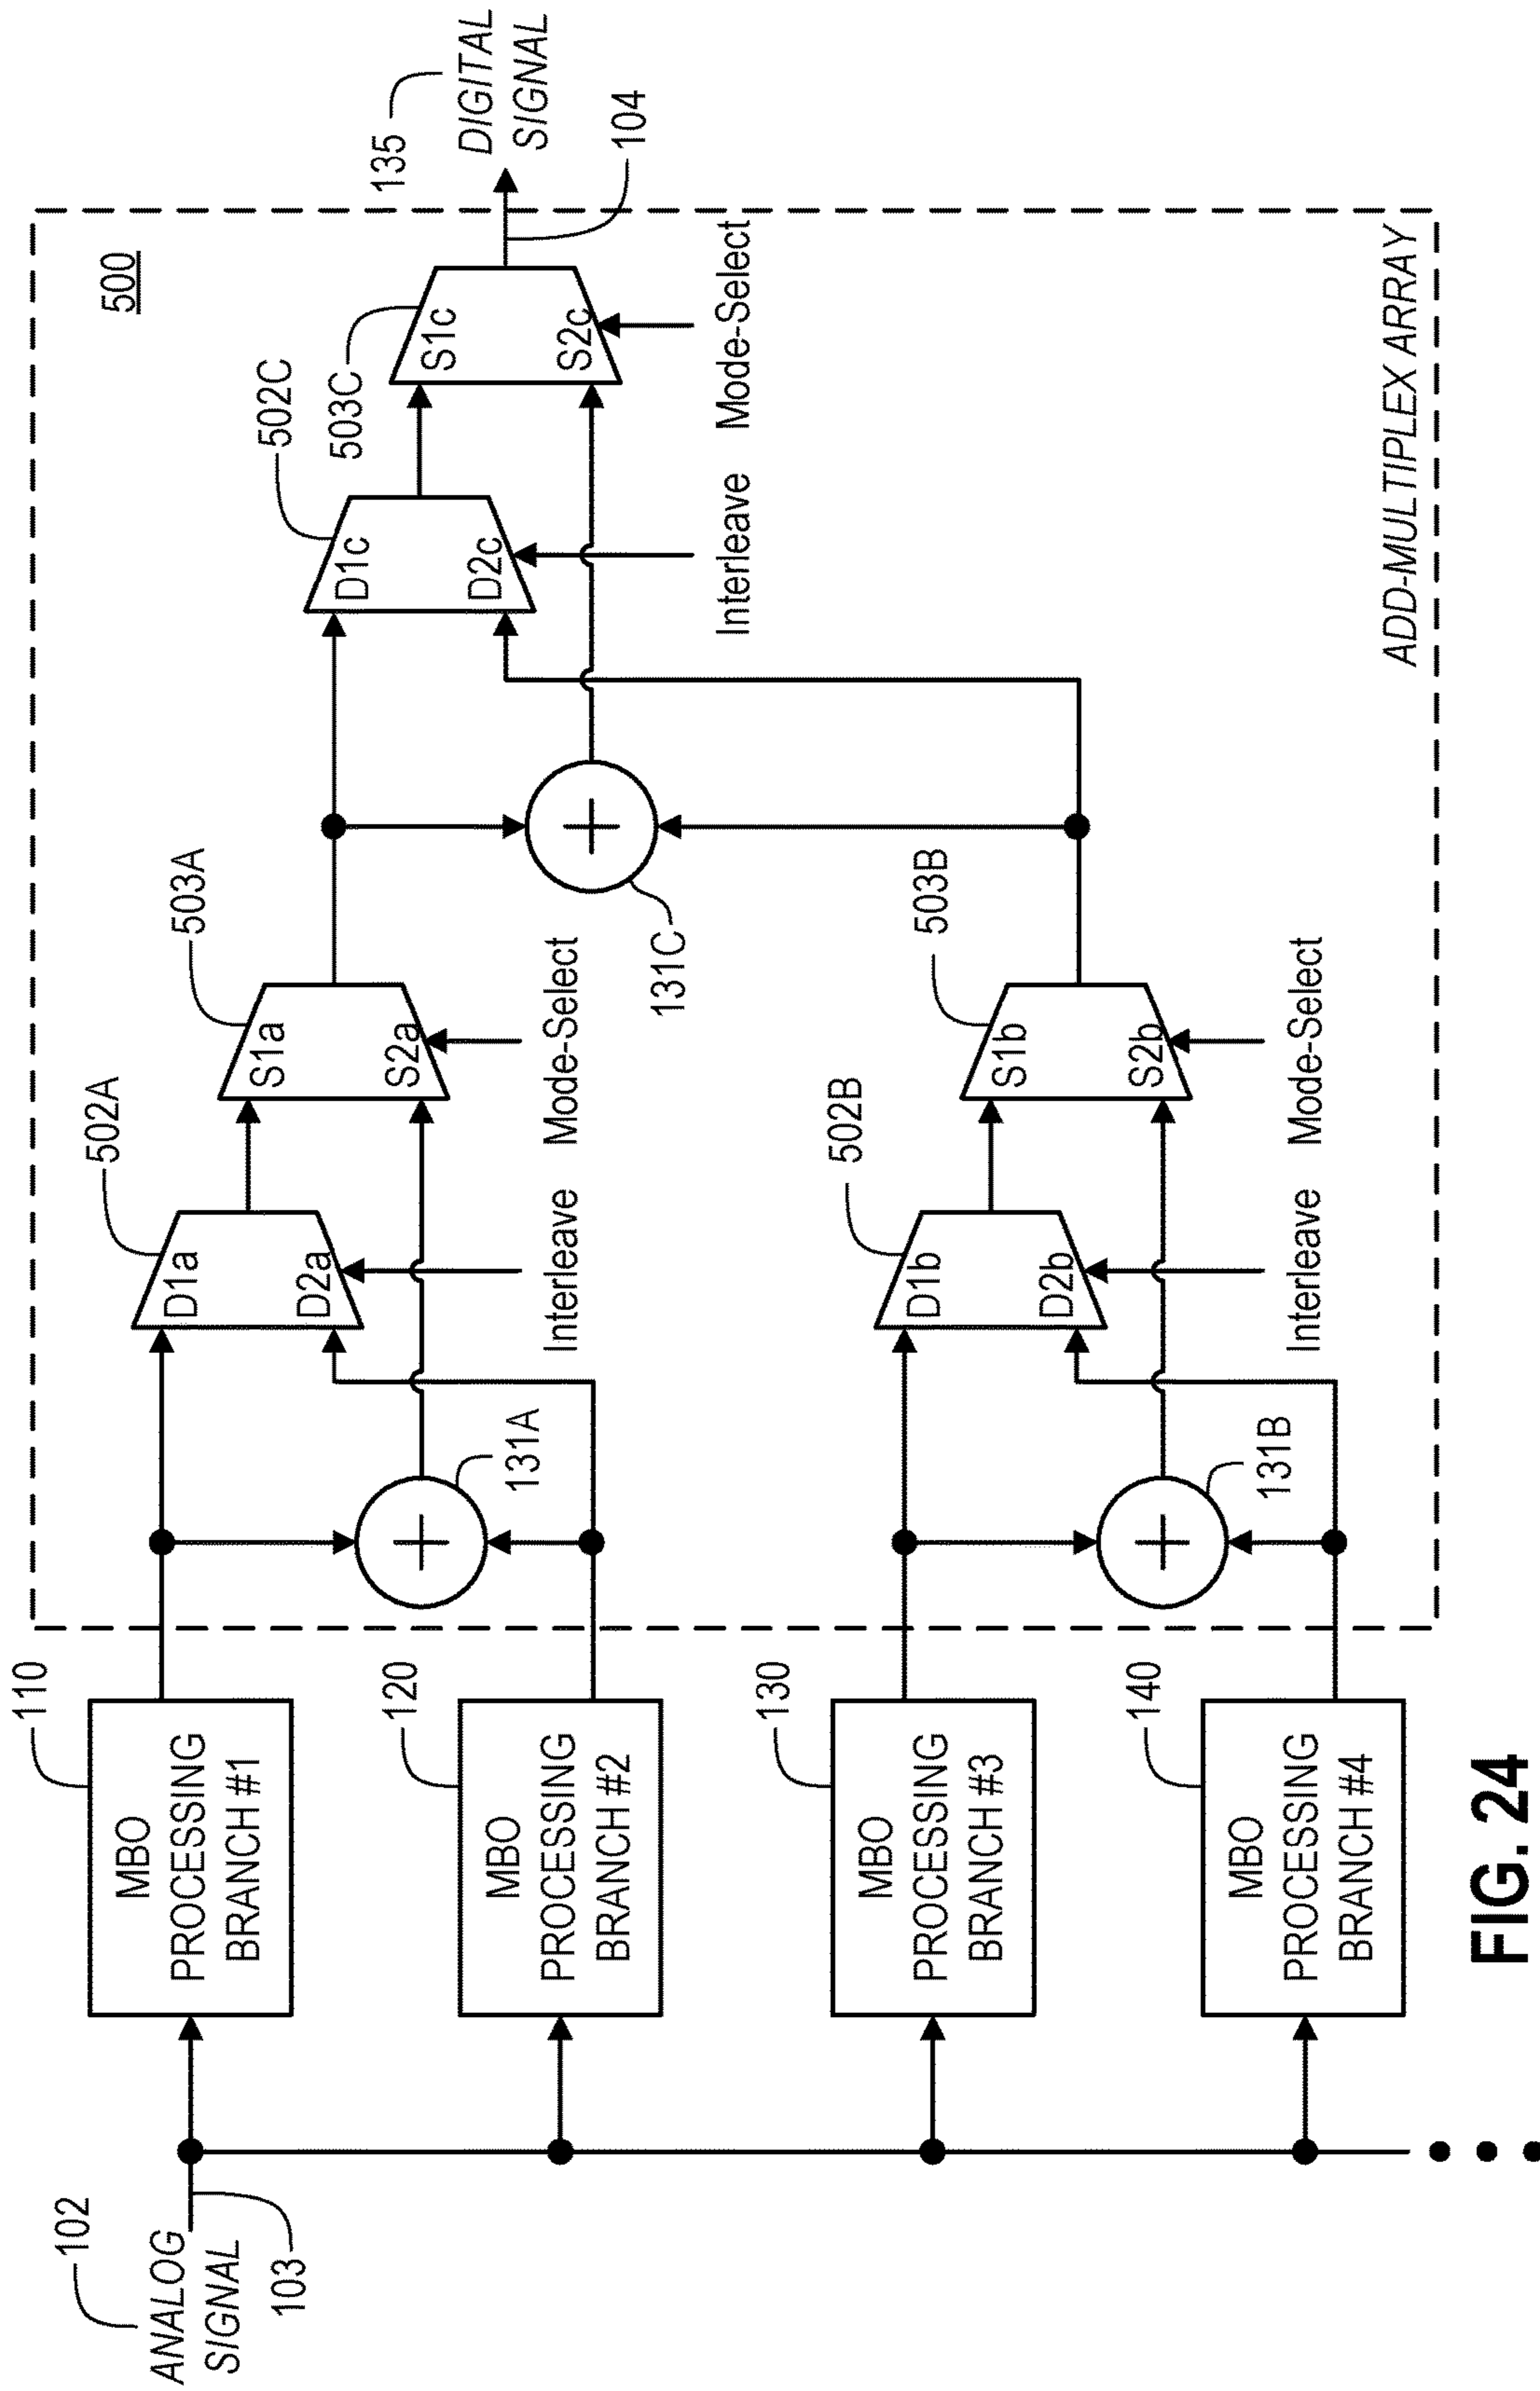 102
ANALOG
SIGNAL
103
110
MBO
PROCESSING
BRANCH #1
120
MBO
PROCESSING
BRANCH #2
130
MBO
PROCESSING
BRANCH #3
140
MBO
PROCESSING
BRANCH #4
131A
131B
502A
D1a
D2a
Interleave
503A
S1a
S2a
Mode-Select
502B
D1b
D2b
Interleave
503B
S1b
S2b
Mode-Select
131C
502C
D1c
D2c
Interleave
503C
S1c
S2c
Mode-Select
500
ADD-MULTIPLEX ARRAY
135
DIGITAL
SIGNAL
104
FIG. 24